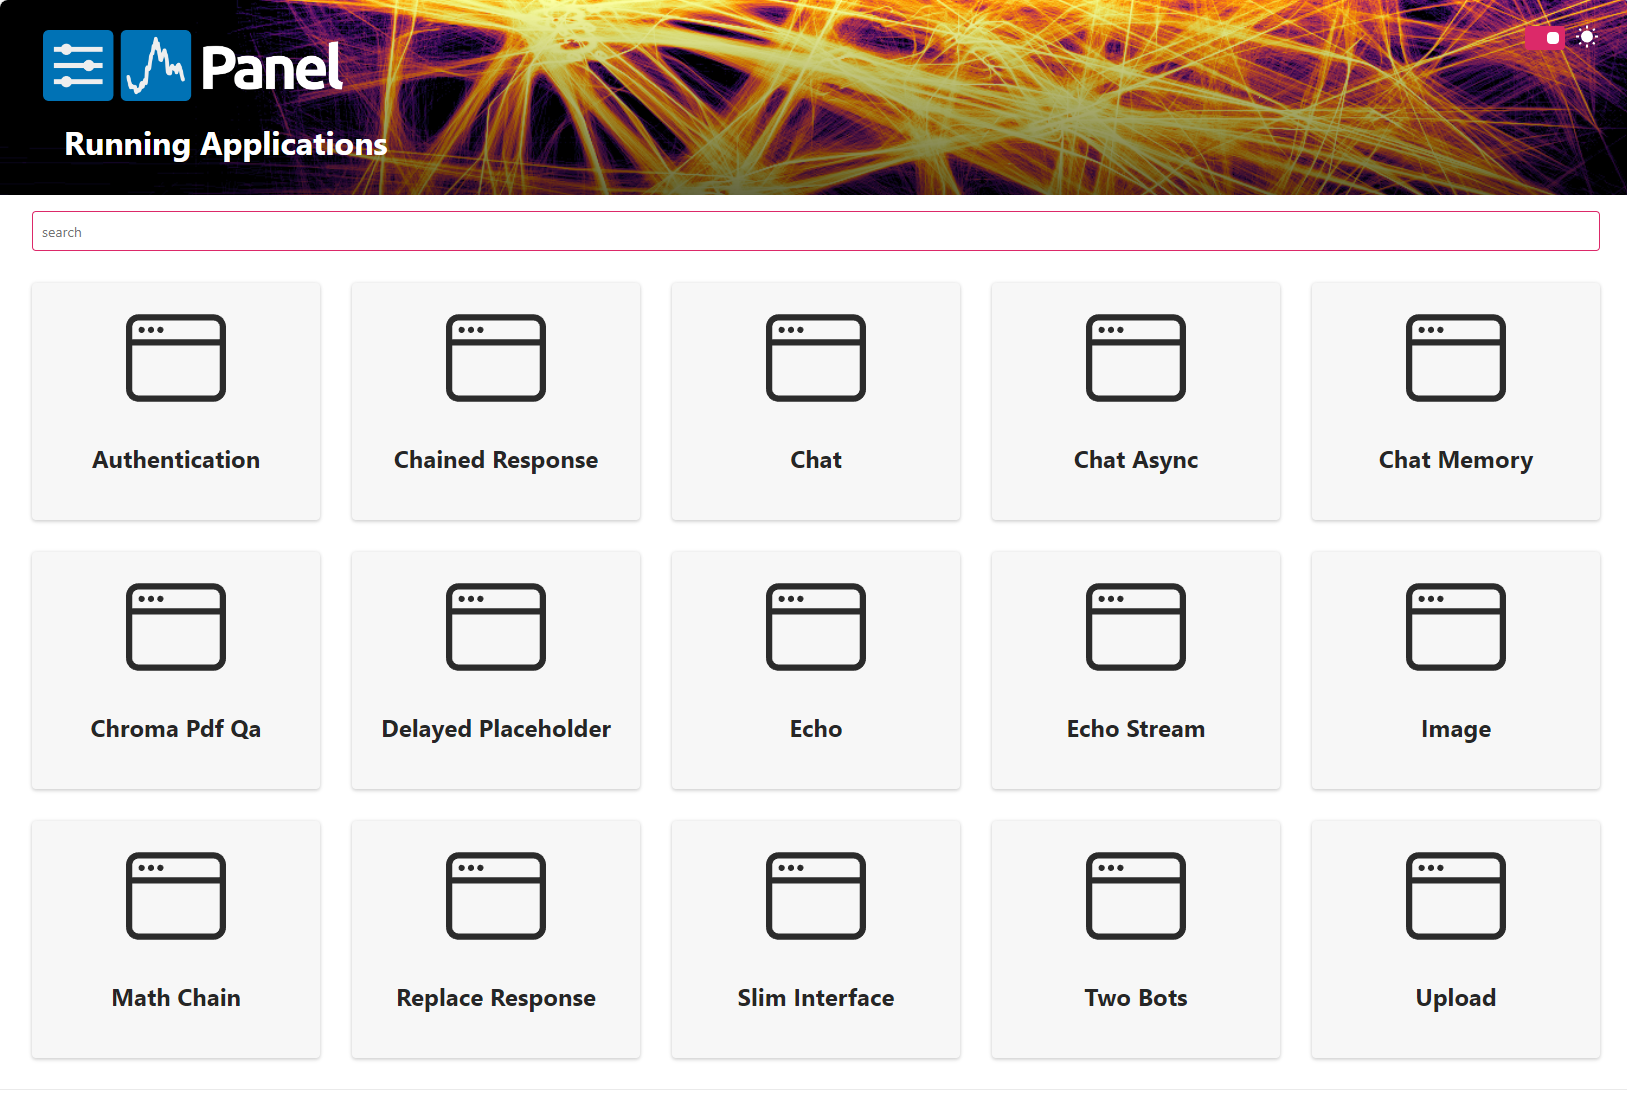 Panel
Running Applications
search
Authentication
Chained Response
Chat
Chat Async
Chat Memory
Chroma Pdf Qa
Delayed Placeholder
Echo
Echo Stream
Image
Math Chain
Replace Response
Slim Interface
Two Bots
Upload